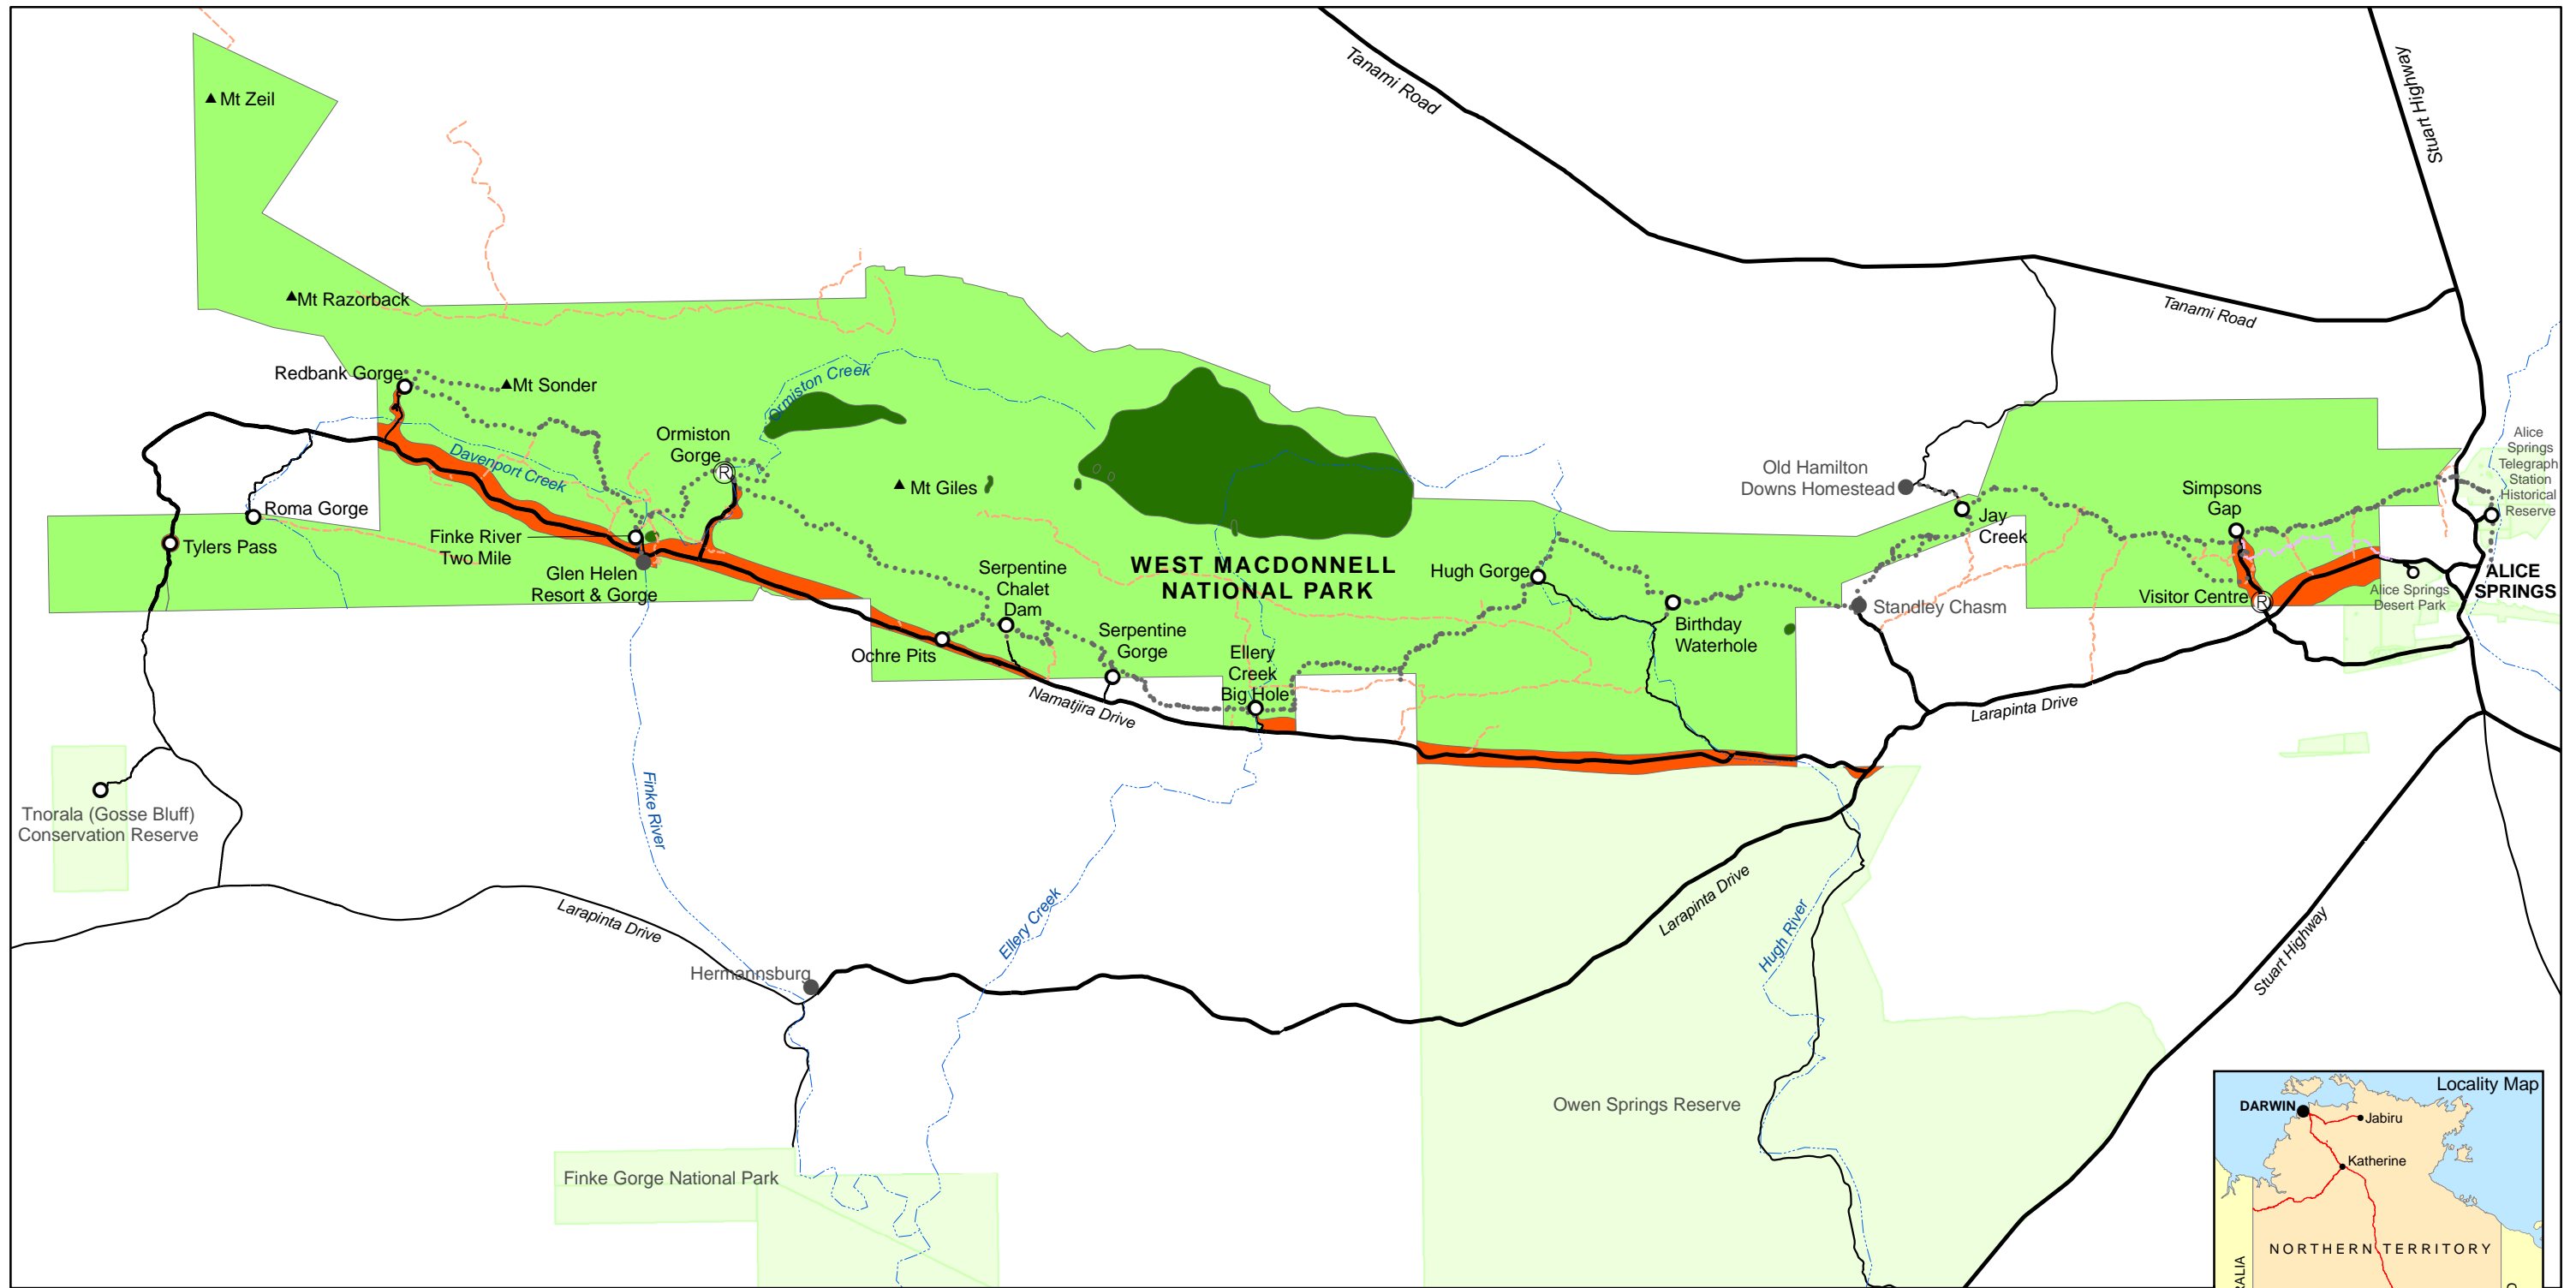 Tanami Road
Stuart Highway
Mt Zeil
Mt Razorback
Tanami Road
Redbank Gorge
Mt Sonder
Ormiston Creek
Ormiston
Gorge
R
Davenport Creek
Mt Giles
Roma Gorge
Tylers Pass
Finke River
Two Mile
Glen Helen
Resort & Gorge
Serpentine
Chalet
Dam
WEST MACDONNELL
NATIONAL PARK
Hugh Gorge
Old Hamilton
Downs Homestead
Jay
Creek
Simpsons
Gap
Alice
Springs
Telegraph
Station
Historical
Reserve
ALICE
SPRINGS
Alice Springs
Desert Park
Visitor Centre
R
Standley Chasm
Birthday
Waterhole
Ochre Pits
Serpentine
Gorge
Ellery
Creek
Big Hole
Namatjira Drive
Larapinta Drive
Tnorala (Gosse Bluff)
Conservation Reserve
Finke River
Larapinta Drive
Hermannsburg
Ellery Creek
Larapinta Drive
Hugh River
Stuart Highway
Owen Springs Reserve
Finke Gorge National Park
Locality Map
DARWIN
Jabiru
Katherine
NORTHERN TERRITORY